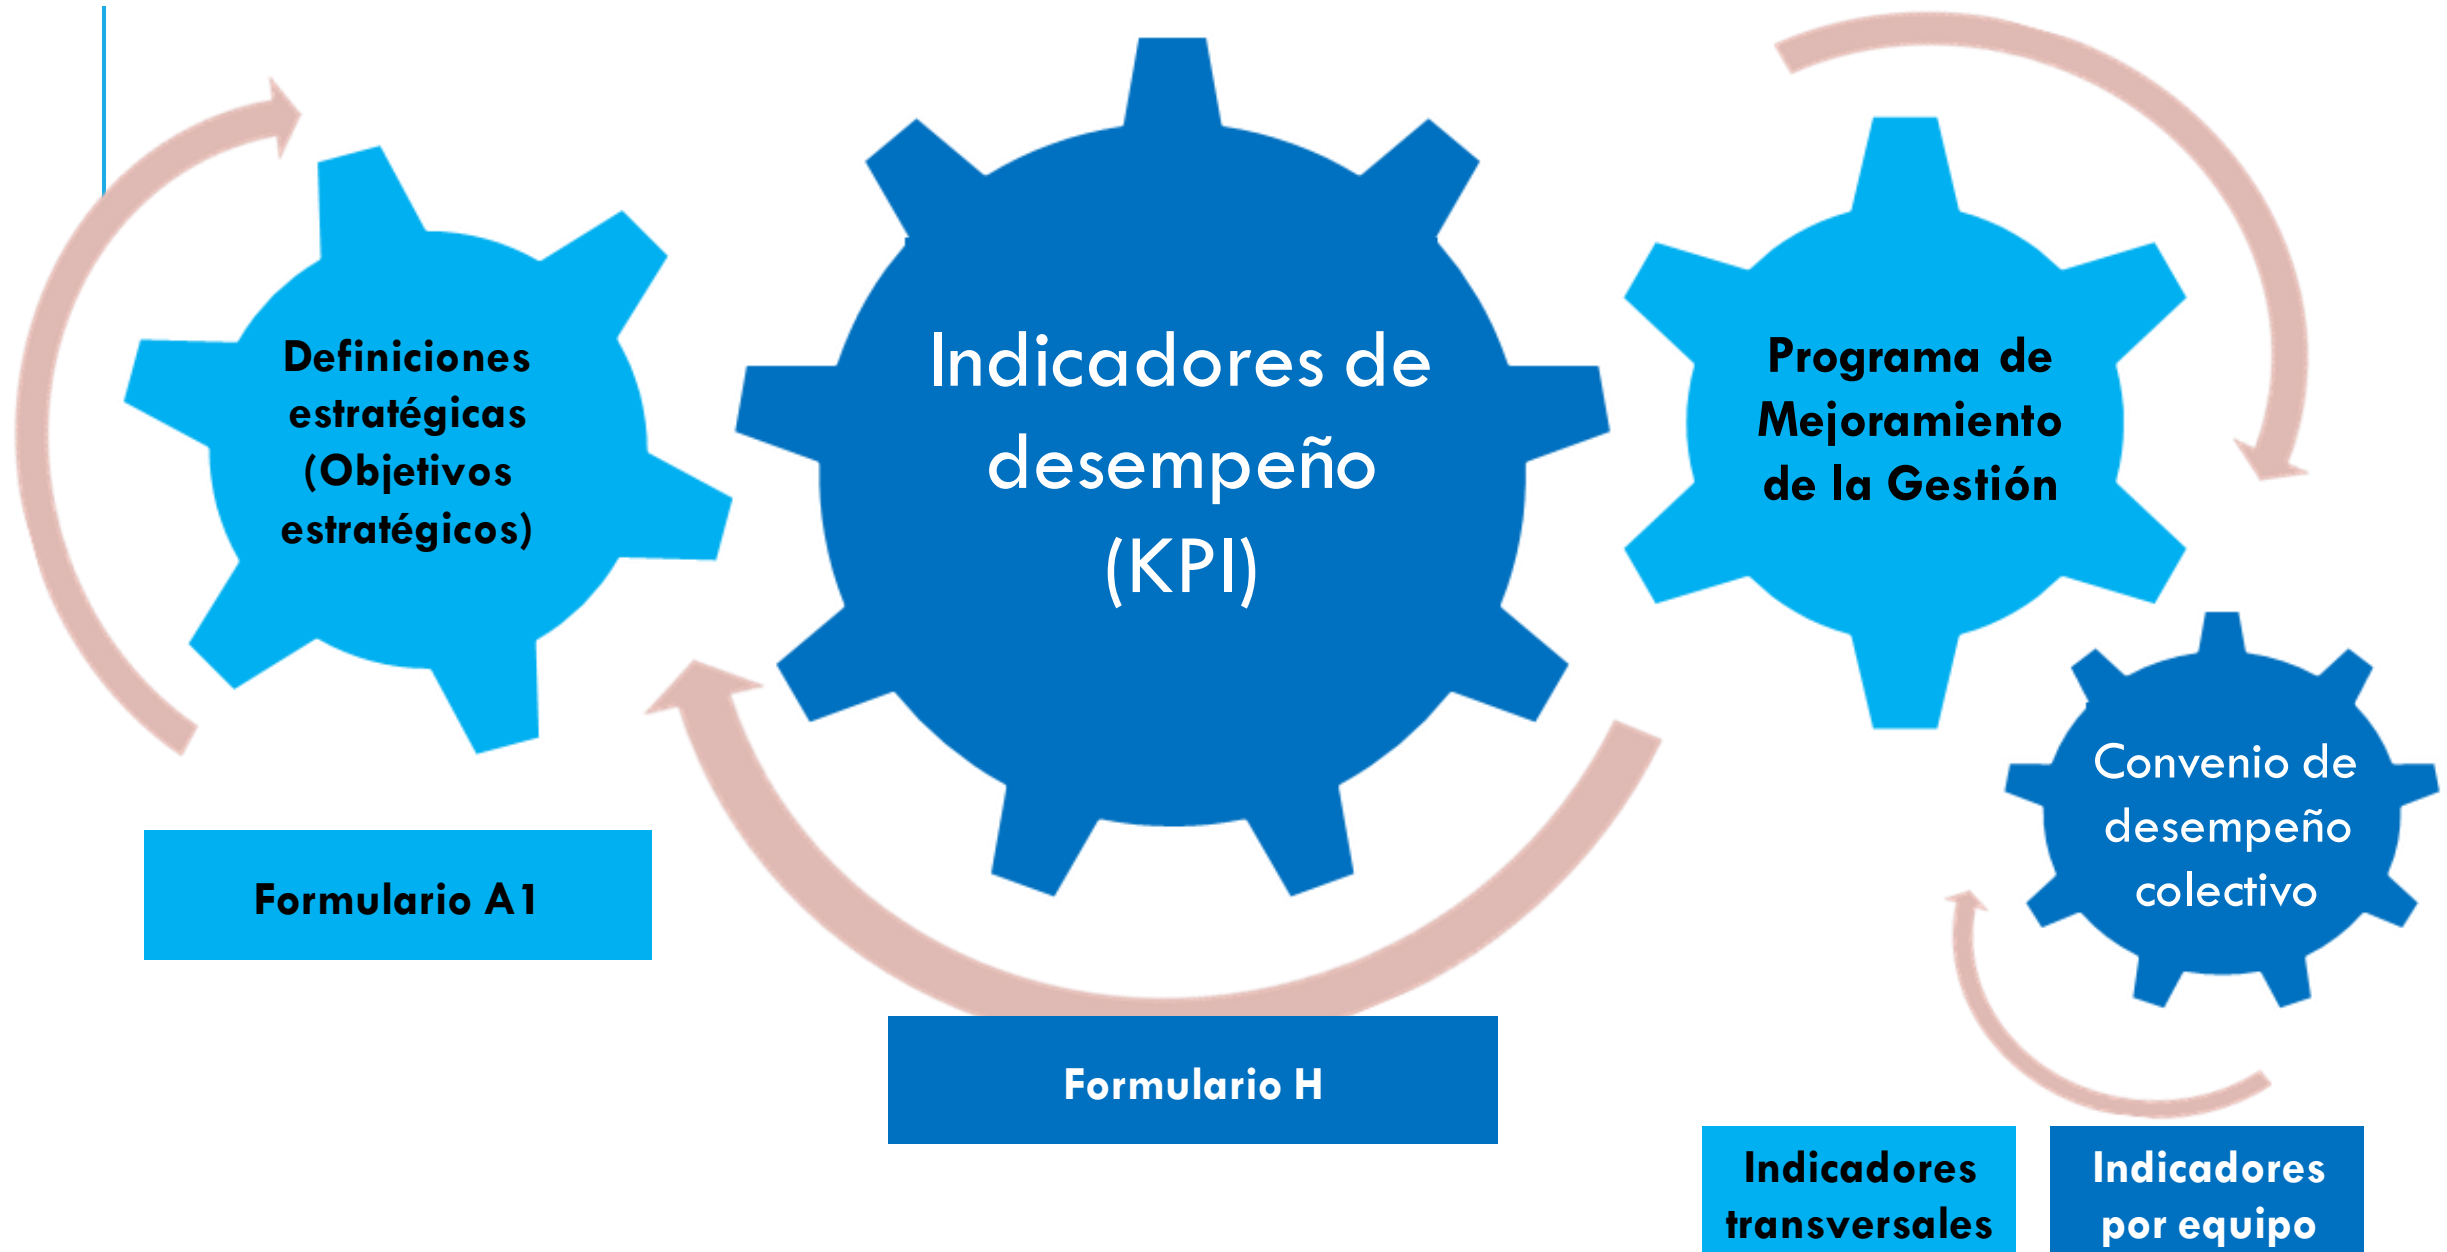 Definiciones
estratégicas
(Objetivos
estratégicos)
Indicadores de
desempeño
(KPI)
Programa de
Mejoramiento
de la Gestión
Convenio de
desempeño
colectivo
Formulario A1
Formulario H
Indicadores
transversales
Indicadores
por equipo